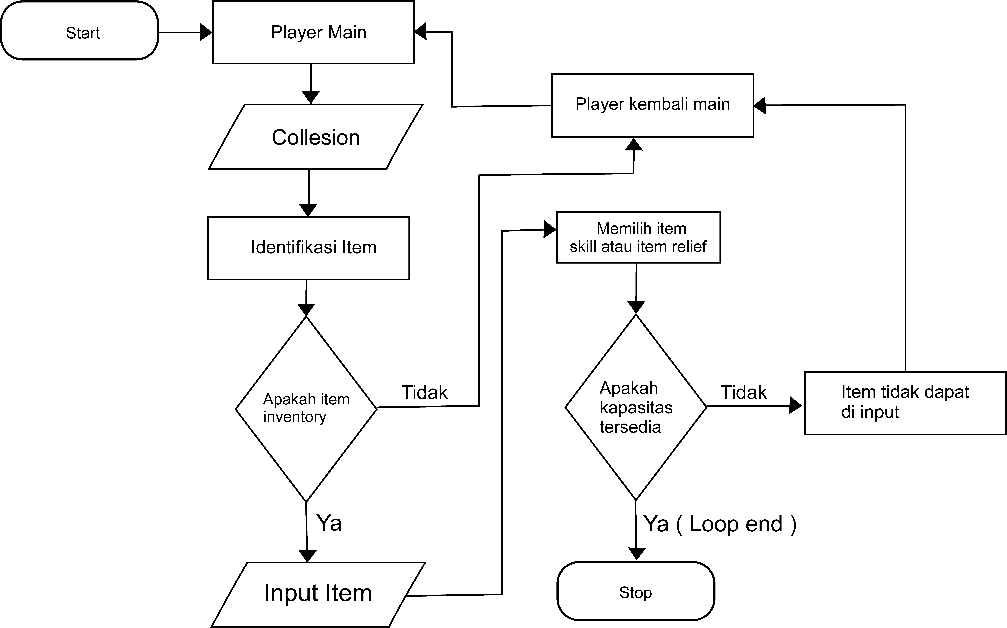 Start
Player Main
Collesion
Identifikasi Item
Apakah item
inventory
Tidak
Ya
Input Item
Player kembali main
Memilih item
skill atau item relief
Apakah
kapasitas
tersedia
Tidak
Item tidak dapat
di input
Ya ( Loop end )
Stop